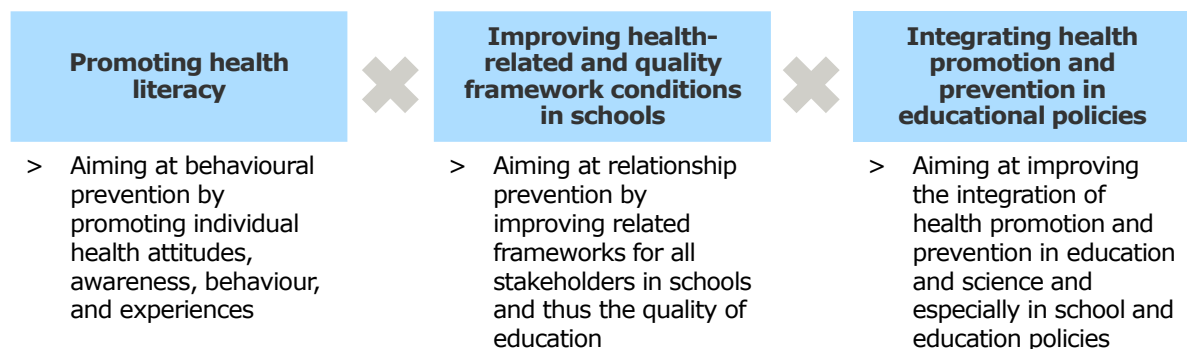 Promoting health
literacy
Improving health-
related and quality
framework conditions
in schools
Integrating health
promotion and
prevention in
educational policies
> Aiming at behavioural
prevention by
promoting individual
health attitudes,
awareness, behaviour,
and experiences
> Aiming at relationship
prevention by
improving related
frameworks for all
stakeholders in schools
and thus the quality of
education
> Aiming at improving
the integration of
health promotion and
prevention in education
and science and
especially in school and
education policies